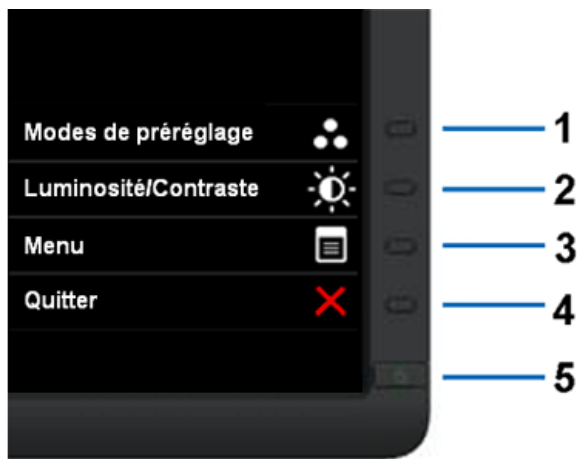 Modes de préréglage 1
Luminosité/Contraste 2
Menu 3
Quitter 4
5